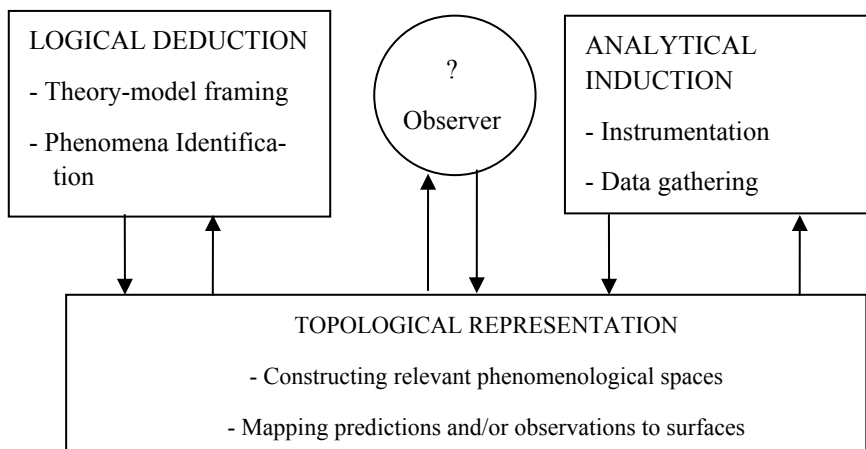 LOGICAL DEDUCTION
- Theory-model framing
- Phenomena Identifica-
tion
?
Observer
ANALYTICAL
INDUCTION
- Instrumentation
- Data gathering
TOPOLOGICAL REPRESENTATION
- Constructing relevant phenomenological spaces
- Mapping predictions and/or observations to surfaces